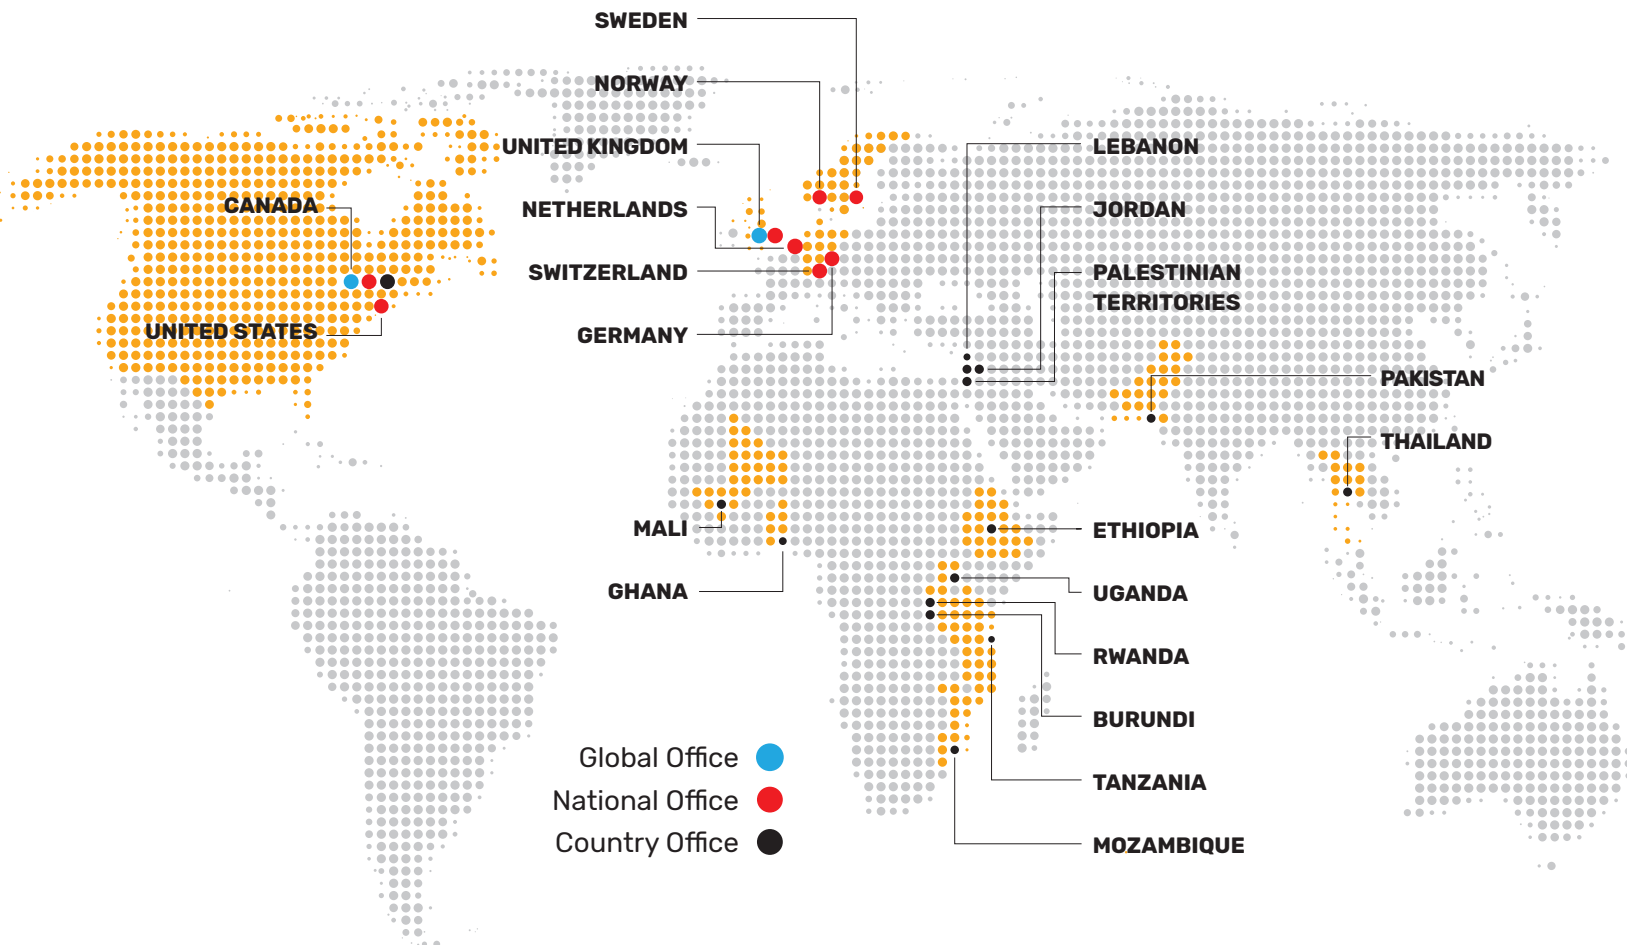 SWEDEN
NORWAY
UNITED KINGDOM
NETHERLANDS
SWITZERLAND
GERMANY
CANADA
UNITED STATES
LEBANON
JORDAN
PALESTINIAN
TERRITORIES
PAKISTAN
THAILAND
MALI
GHANA
ETHIOPIA
UGANDA
RWANDA
BURUNDI
TANZANIA
MOZAMBIQUE
Global Office
National Office
Country Office